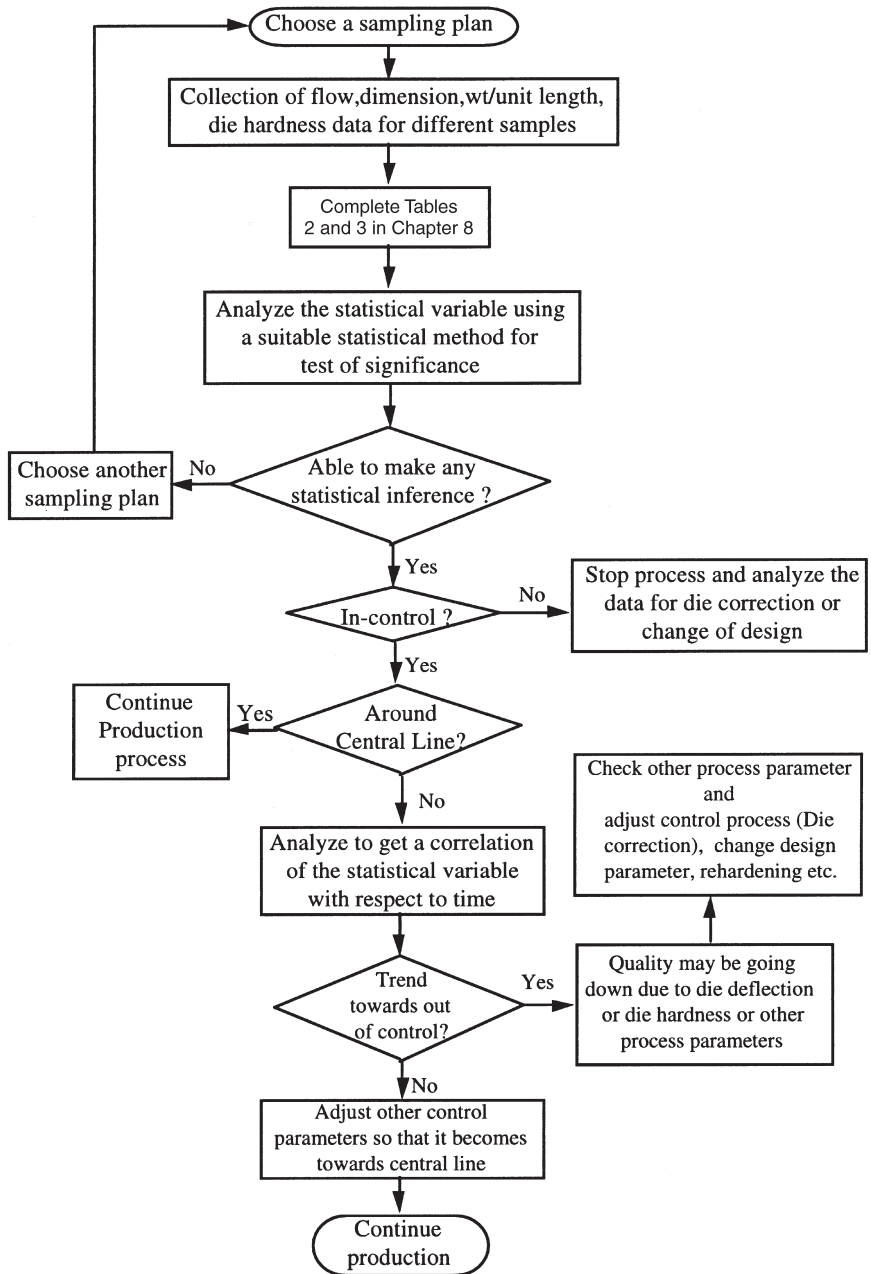 Choose a sampling plan
Collection of flow,dimension,wt/unit length,
die hardness data for different samples
Complete Tables
2 and 3 in Chapter 8
Analyze the statistical variable using
a suitable statistical method for
test of significance
Able to make any
statistical inference ?
No
Choose another
sampling plan
Yes
In-control ?
No
Stop process and analyze the
data for die correction or
change of design
Yes
Around
Central Line?
Yes
Continue
Production
process
No
Analyze to get a correlation
of the statistical variable
with respect to time
Trend
towards out
of control?
Yes
Quality may be going
down due to die deflection
or die hardness or other
process parameters
Check other process parameter
and
adjust control process (Die
correction), change design
parameter, rehardening etc.
No
Adjust other control
parameters so that it becomes
towards central line
Continue
production